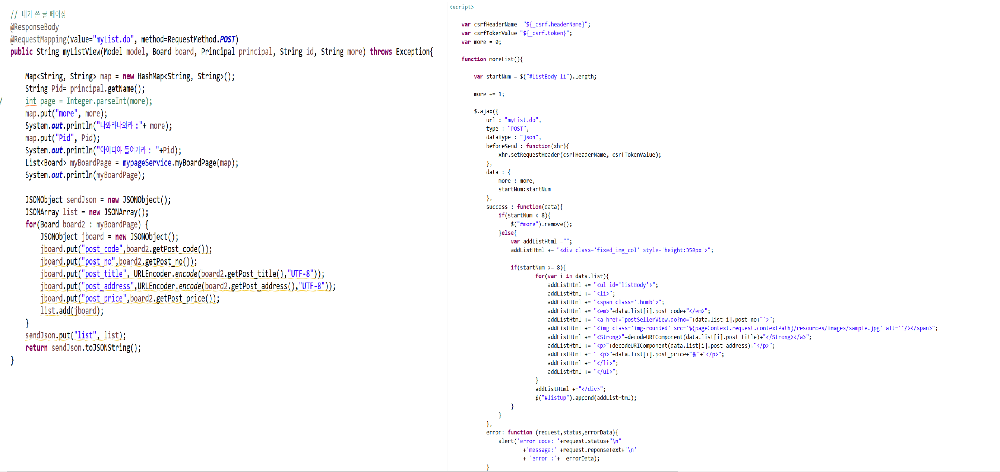 // 내가 쓴 글 페이징
@ResponseBody
@RequestMapping(value="myList.do", method=RequestMethod.POST)
public String myListView(Model model, Board board, Principal principal, String id, String more) throws Exception{
Map<String, String> map = new HashMap<String, String>();
String Pid= principal.getName();
/ int page = Integer.parseInt(more);
map.put("more", more);
System.out.println("나와라나와라 :"+ more);
map.put("Pid", Pid);
System.out.println("아이디야 들어가라 : "+Pid);
List<Board> myBoardPage = mypageService.myBoardPage(map);
System.out.println(myBoardPage);
JSONObject sendJson = new JSONObject();
JSONArray list = new JSONArray();
for(Board board2 : myBoardPage) {
JSONObject jboard = new JSONObject();
jboard.put("post_code",board2.getPost_code());
jboard.put("post_no",board2.getPost_no());
jboard.put("post_title", URLEncoder.encode(board2.getPost_title(),"UTF-8"));
jboard.put("post_address",URLEncoder.encode(board2.getPost_address(),"UTF-8"));
jboard.put("post_price",board2.getPost_price());
list.add(jboard);
}
sendJson.put("list", list);
return sendJson.toJSONString();
}
<script>
var csrfHeaderName ="${_csrf.headerName}";
var csrfTokenValue="${_csrf.token}";
var more = 0;
function moreList(){
var startNum = $("#listBody li").length;
more += 1;
$.ajax({
url : "myList.do",
type : "POST",
dataType : "json",
beforeSend : function(xhr){
xhr.setRequestHeader(csrfHeaderName, csrfTokenValue);
},
data : {
more : more,
startNum:startNum
},
success : function(data){
if(startNum < 8){
$("#more").remove();
}else{
var addListHtml ="";
addListHtml += "<div class='fixed_img_col' style='height:350px'>";
if(startNum >= 8){
for(var i in data.list){
addListHtml += "<ul id='listBody'>";
addListHtml += "<li>";
addListHtml += "<span class='thumb'>";
addListHtml += "<em>"+data.list[i].post_code+"</em>";
addListHtml += "<a href='postSellerView.do?no="+data.list[i].post_no+"'>";
addListHtml += "<img class='img-rounded' src='${pageContext.request.contextPath}/resources/images/sample.jpg' alt=''/></span>";
addListHtml += "<Strong>"+decodeURIComponent(data.list[i].post_title)+"</Strong></a>";
addListHtml += "<p>"+decodeURIComponent(data.list[i].post_address)+"</p>";
addListHtml += " <p>"+data.list[i].post_price+"원"+"</p>";
addListHtml += "</li>";
addListHtml += "</ul>";
}
addListHtml +="</div>";
$("#listUp").append(addListHtml);
}
}
},
error: function (request,status,errorData){
alert('error code: '+request.status+"\n"
+'message:' +request.reponseText+'\n'
+ 'error :'+ errorData);
}